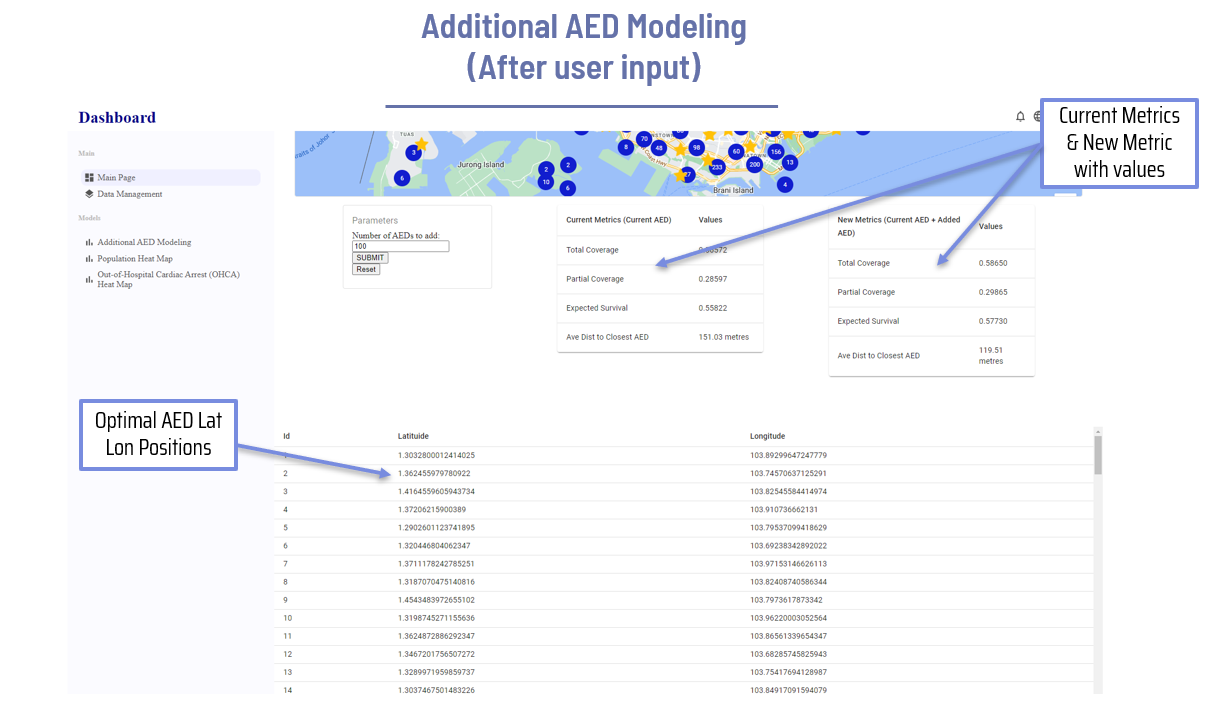 Additional AED Modeling
(After user input)
Dashboard
Current Metrics
& New Metric
with values
Main
Main Page
Data Management
Models
Additional AED Modeling
Population Heat Map
Out-of-Hospital Cardiac Arrest (OHCA)
Heat Map
TUAS
Jurong Island
Brani Island
3
6
2
2
10
6
8
70
48
98
233
60
200
156
13
4
Parameters
Number of AEDs to add:
100
SUBMIT
Reset
Current Metrics (Current AED) Values
Total Coverage
Partial Coverage 0.28597
Expected Survival 0.55822
Ave Dist to Closest AED 151.03 metres
New Metrics (Current AED + Added
AED) Values
Total Coverage 0.58650
Partial Coverage 0.29865
Expected Survival 0.57730
Ave Dist to Closest AED 119.51
metres
Optimal AED Lat
Lon Positions
Id Latituide Longitude
1 1.3032800012414025 103.89299647247779
2 1.362455979780922 103.74570637125291
3 1.4164559605943734 103.82545584414974
4 1.37206215900389 103.910736662131
5 1.2902601123741895 103.79537099418629
6 1.320446804062347 103.69238342892022
7 1.3711178242785251 103.97153146626113
8 1.3187070475140816 103.82408740586344
9 1.4543483972655102 103.7973617873342
10 1.3198745271155636 103.96220003052564
11 1.3624872886292347 103.86561339654347
12 1.3467201756507272 103.68285745825943
13 1.3289971959859737 103.75417694128987
14 1.3037467501483226 103.84917091594079